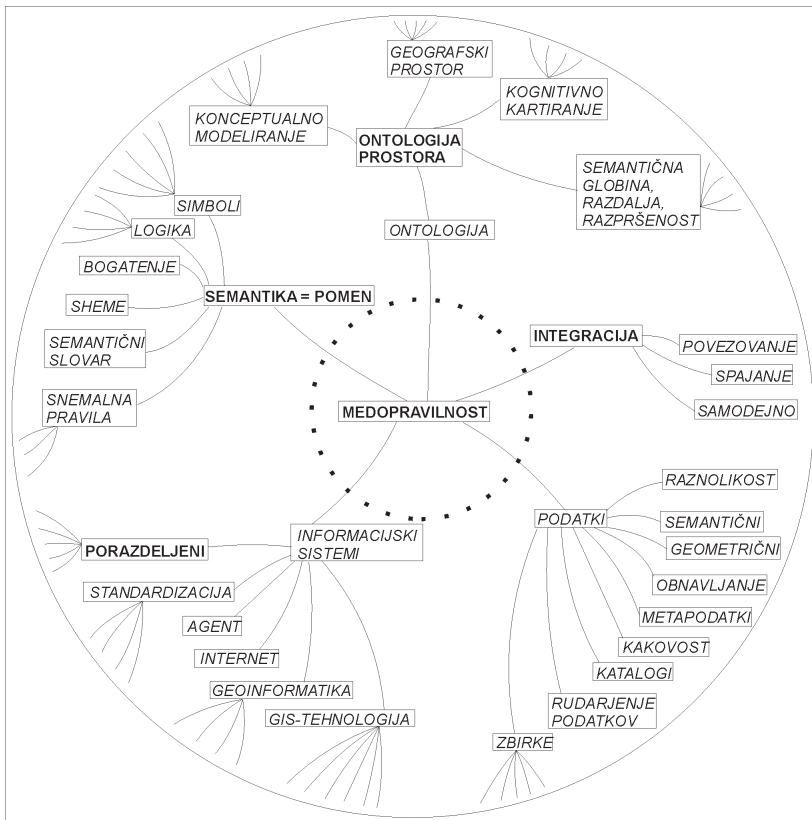 GEOGRAFSKI
PROSTOR
KOGNITIVNO
KARTIRANJE
KONCEPTUALNO
MODELIRANJE
ONTOLOGIJA
PROSTORA
SEMANTIČNA
GLOBINA,
RAZDALJA,
RAZPRŠENOST
SIMBOLI
LOGIKA
ONTOLOGIJA
BOGATENJE
SEMANTIKA = POMEN
SHEME
SEMANTIČNI
SLOVAR
SNEMALNA
PRAVILA
INTEGRACIJA
POVEZOVANJE
SPAJANJE
SAMODEJNO
MEDOPRAVILNOST
RAZNOLIKOST
PODATKI
SEMANTIČNI
GEOMETRIČNI
OBNAVLJANJE
METAPODATKI
KAKOVOST
KATALOGI
RUDARJENJE
PODATKOV
ZBIRKE
INFORMACIJSKI
SISTEMI
PORAZDELJENI
STANDARDIZACIJA
AGENT
INTERNET
GEOINFORMATIKA
GIS-TEHNOLOGIJA